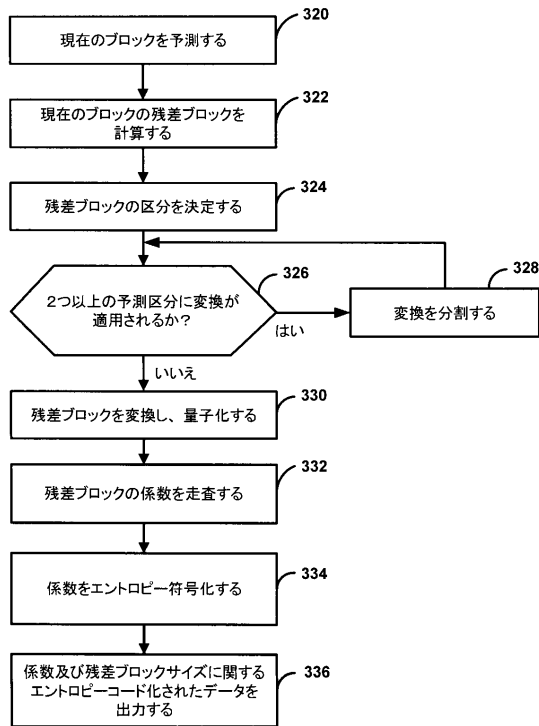 320
現在のブロックを予測する
322
現在のブロックの残差ブロックを
計算する
324
残差ブロックの区分を決定する
326
2つ以上の予測区分に変換が
適用されるか？
はい
328
変換を分割する
いいえ
330
残差ブロックを変換し、量子化する
332
残差ブロックの係数を走査する
334
係数をエントロピー符号化する
336
係数及び残差ブロックサイズに関する
エントロピーコード化されたデータを
出力する